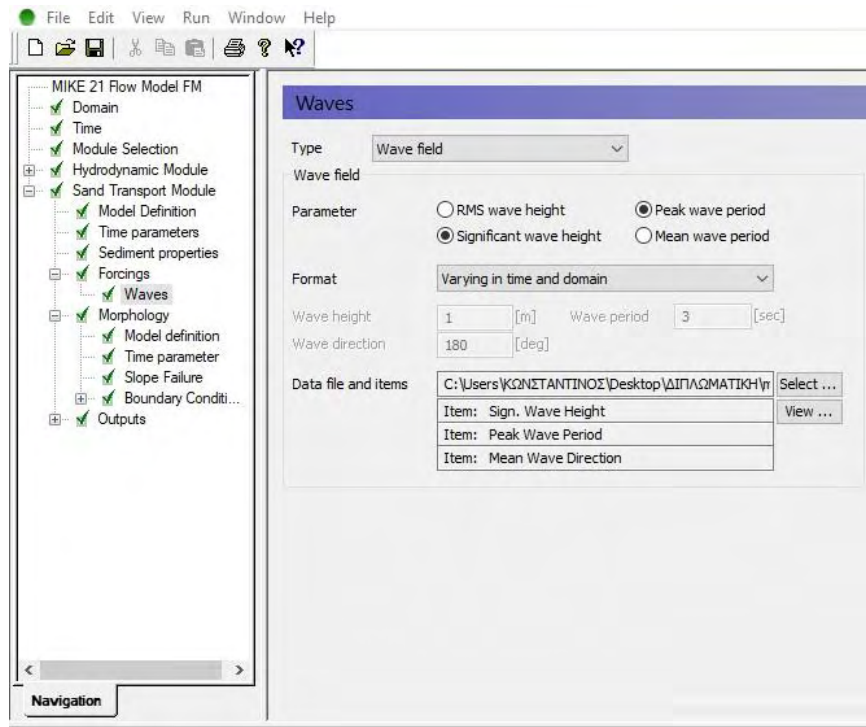 File Edit View Run Window Help
MIKE 21 Flow Model FM
Domain
Time
Module Selection
Hydrodynamic Module
Sand Transport Module
Model Definition
Time parameters
Sediment properties
Forcings
Waves
Morphology
Model definition
Time parameter
Slope Failure
Boundary Conditi...
Outputs
Navigation
Waves
Type Wave field
Wave field
Parameter RMS wave height Peak wave period
Significant wave height Mean wave period
Format Varying in time and domain
Wave height 1 [m] Wave period 3 [sec]
Wave direction 180 [deg]
Data file and items C:\Users\ΚΩΝΣΤΑΝΤΙΝΟΣ\Desktop\ΔΙΠΛΩΜΑΤΙΚΗ\m Select ...
Item: Sign. Wave Height View ...
Item: Peak Wave Period
Item: Mean Wave Direction